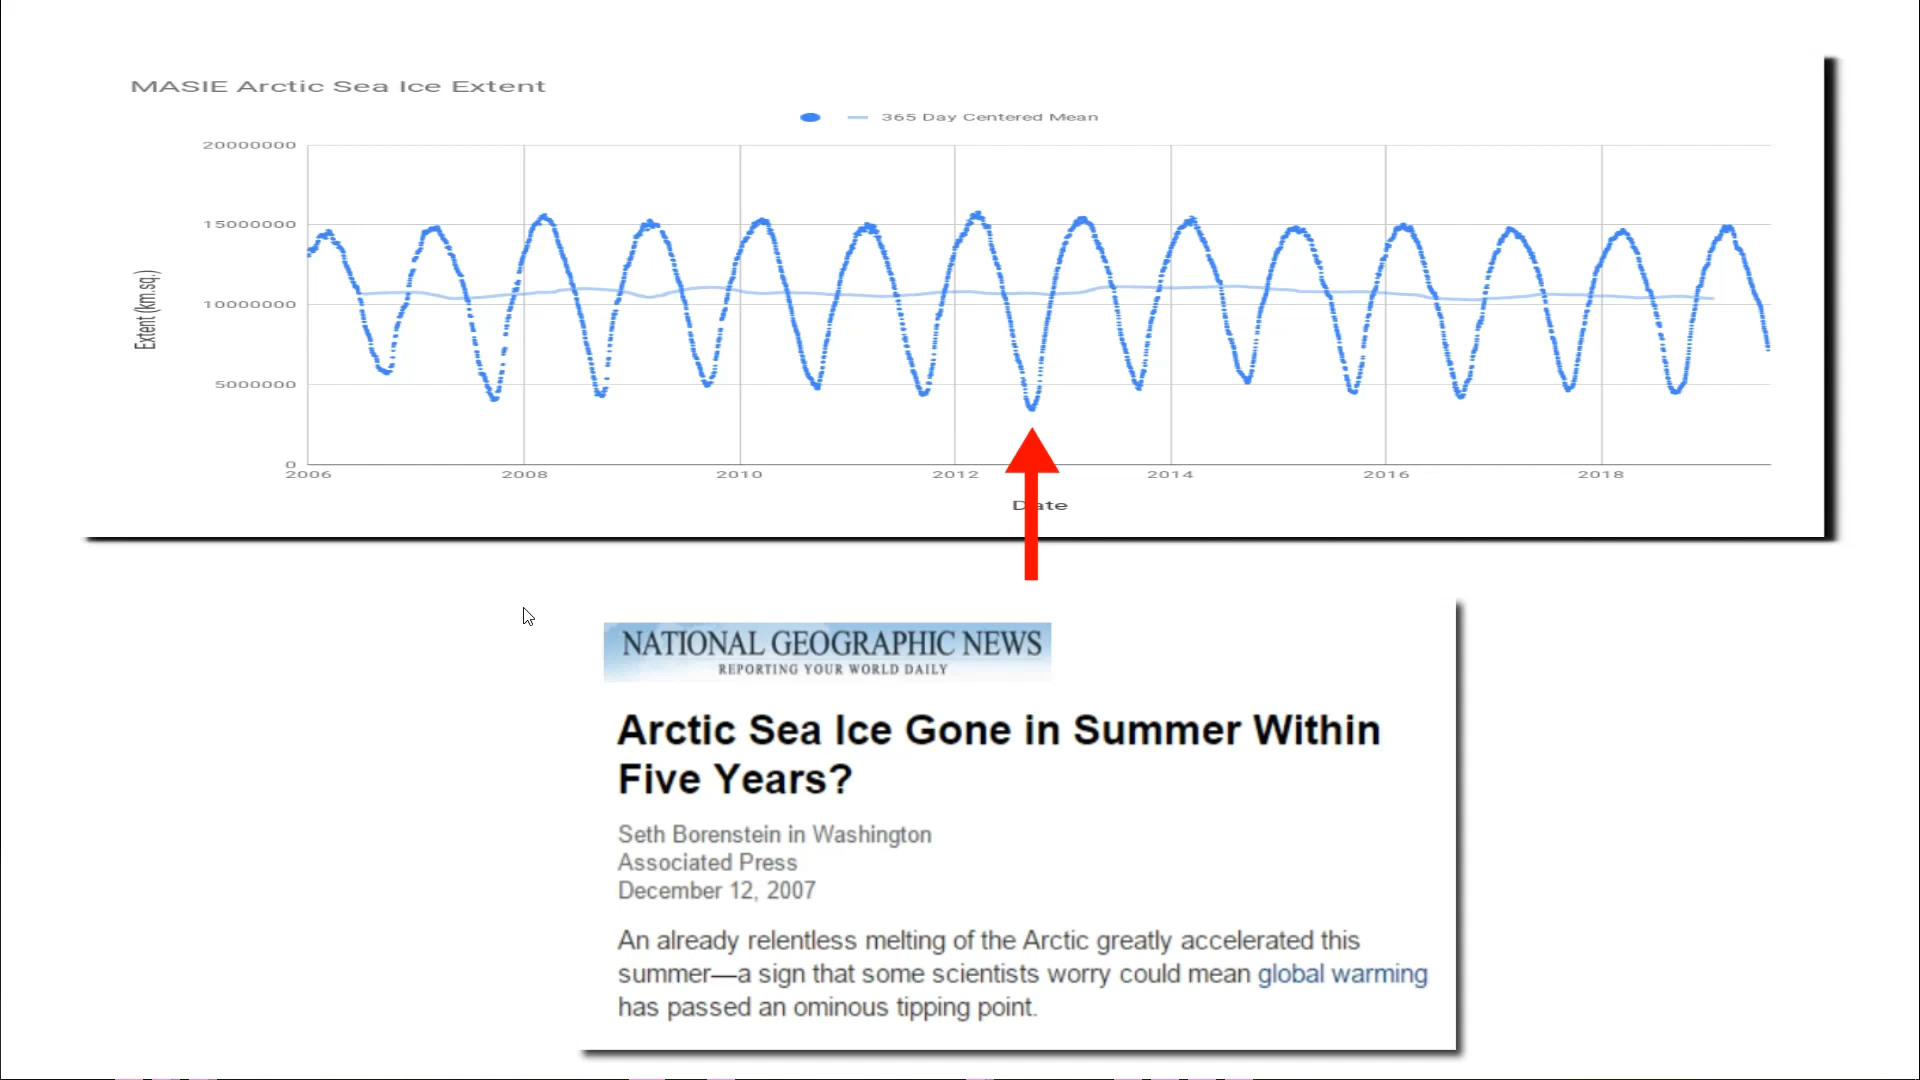 MASIE Arctic Sea Ice Extent
365 Day Centered Mean
20000000
15000000
10000000
5000000
0
Extent (km.sq.)
2006 2008 2010 2012 2014 2016 2018
Date
NATIONAL GEOGRAPHIC NEWS
REPORTING YOUR WORLD DAILY
Arctic Sea Ice Gone in Summer Within
Five Years?
Seth Borenstein in Washington
Associated Press
December 12, 2007
An already relentless melting of the Arctic greatly accelerated this
summer—a sign that some scientists worry could mean global warming
has passed an ominous tipping point.